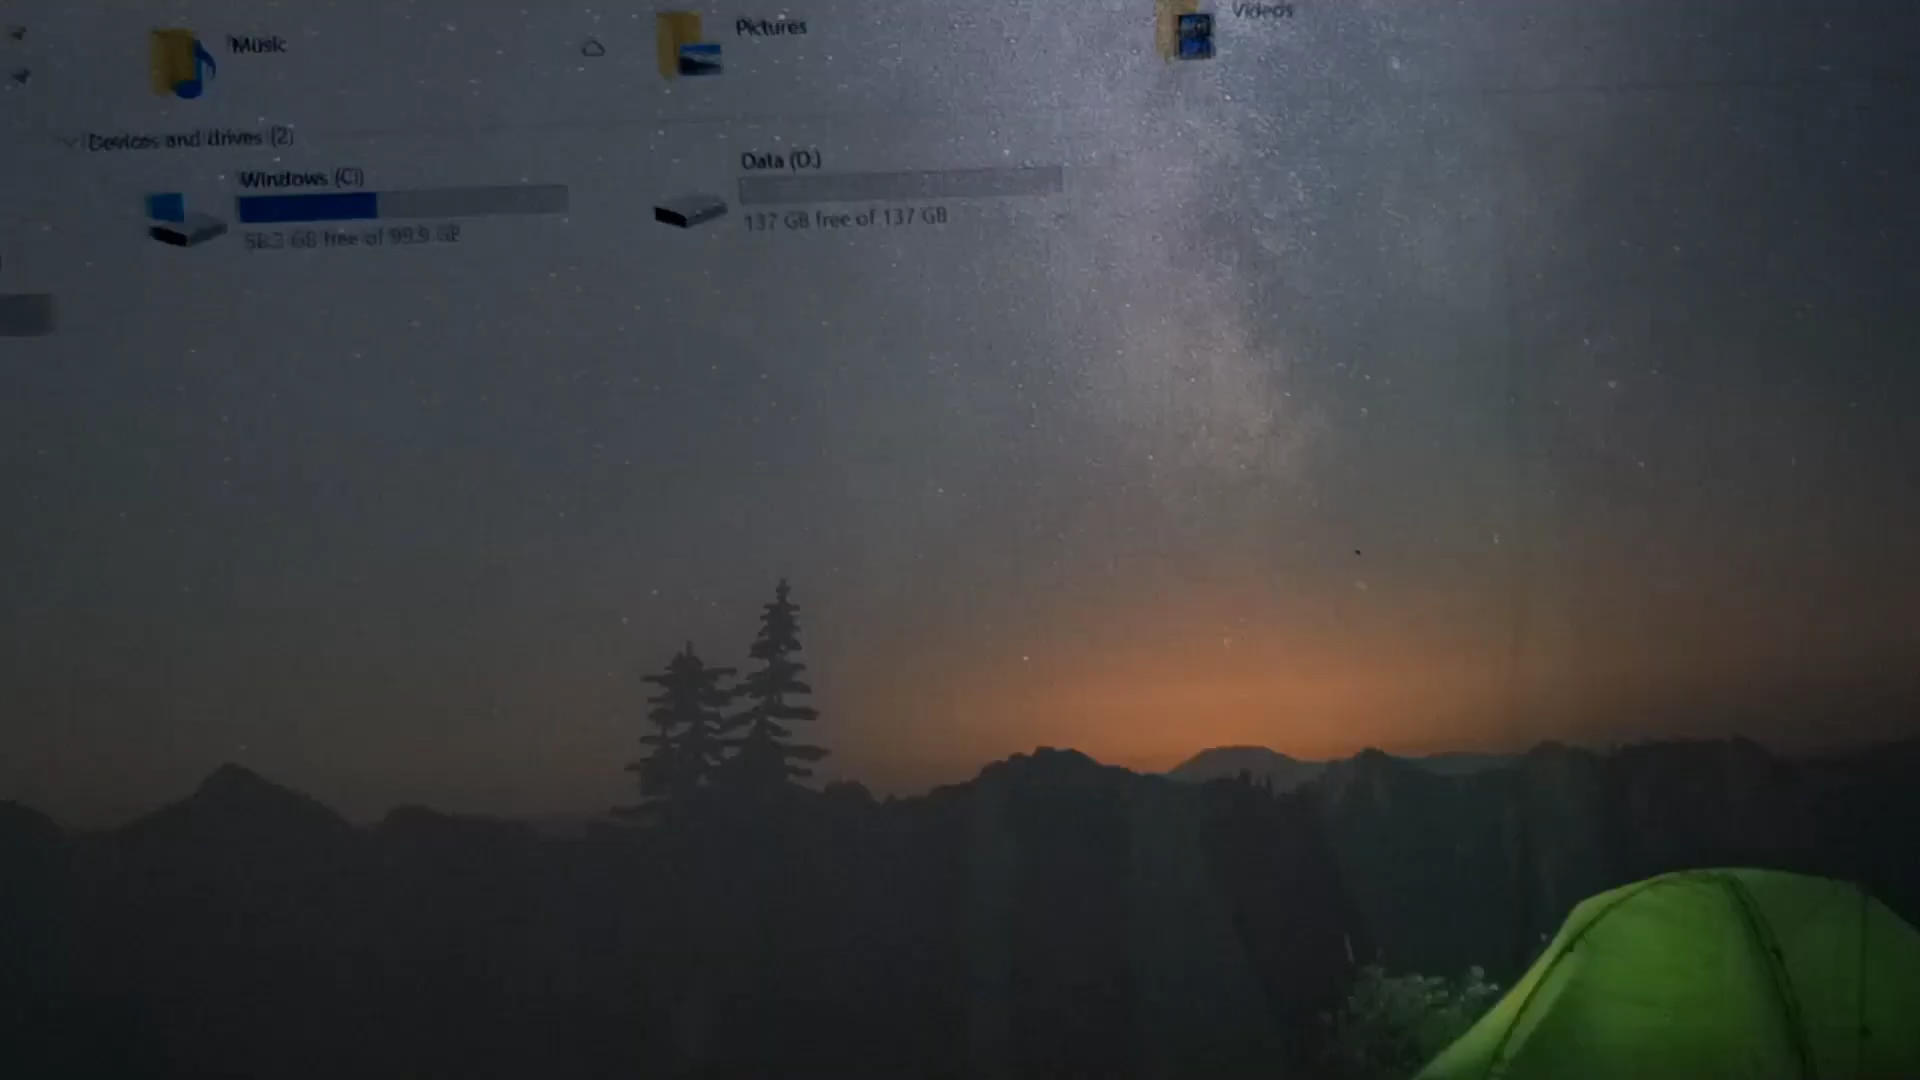 Music
Pictures
Videos
Devices and drives (2)
Windows (C:)
58.3 GB free of 99.9 GB
Data (D:)
137 GB free of 137 GB